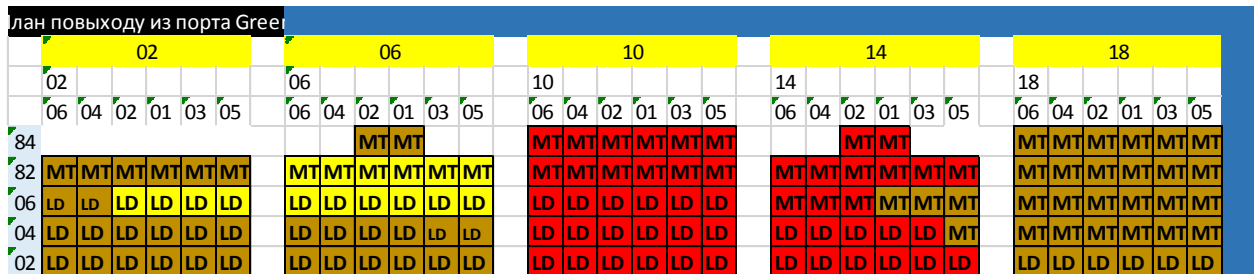 План повыходу из порта Green
02 06 10 14 18
02 06 10 14 18
06 04 02 01 03 05 06 04 02 01 03 05 06 04 02 01 03 05 06 04 02 01 03 05 06 04 02 01 03 05
84 MT MT MT MT MT MT MT MT MT MT MT MT MT MT MT MT
82 MT MT MT MT MT MT MT MT MT MT MT MT MT MT MT MT MT MT MT MT MT MT MT MT MT MT MT MT MT MT
06 LD LD LD LD LD LD LD LD LD LD LD LD LD LD LD LD LD LD MT MT MT MT MT MT MT MT MT MT MT MT
04 LD LD LD LD LD LD LD LD LD LD LD LD LD LD LD LD LD LD LD LD LD LD LD MT MT MT MT MT MT MT
02 LD LD LD LD LD LD LD LD LD LD LD LD LD LD LD LD LD LD LD LD LD LD LD LD LD LD LD LD LD LD